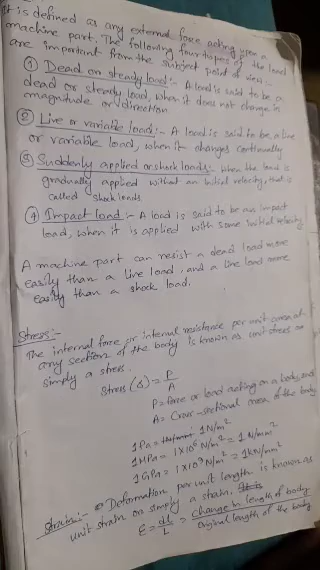 It is defined as any external force acting upon a
machine part. The following four types of the load
are important from the subject point of view :-
① Dead on steady load :- A load is said to be a
dead or steady load, when it does not change in
magnitude or direction
② Live or variable load :- A load is said to be a live
or variable load, when it changes continually
③ Suddenly applied or shock loads :- when the load is
gradually applied without an initial velocity, that is
called shock loads
④ Impact load :- A load is said to be an impact
load, when it is applied with some initial velocity
A machine part can resist a dead load more
easily than a live load, and a live load more
easily than a shock load.
Stress :-
The internal force or internal resistance per unit area at
any section of the body is known as unit stress or
simply a stress.
Stress (δ) = P/A
P = force or load acting on a body, and
A = Cross-sectional area of the body
1 Pa = 1 N/m²
1 MPa = 1×10⁶ N/m² = 1 N/mm²
1 GPa = 1×10⁹ N/m² = 1 kN/mm²
Strain :- Deformation per unit length is known as
unit strain or simply a strain.
E = dL/L = Change in length of body / Original length of the body